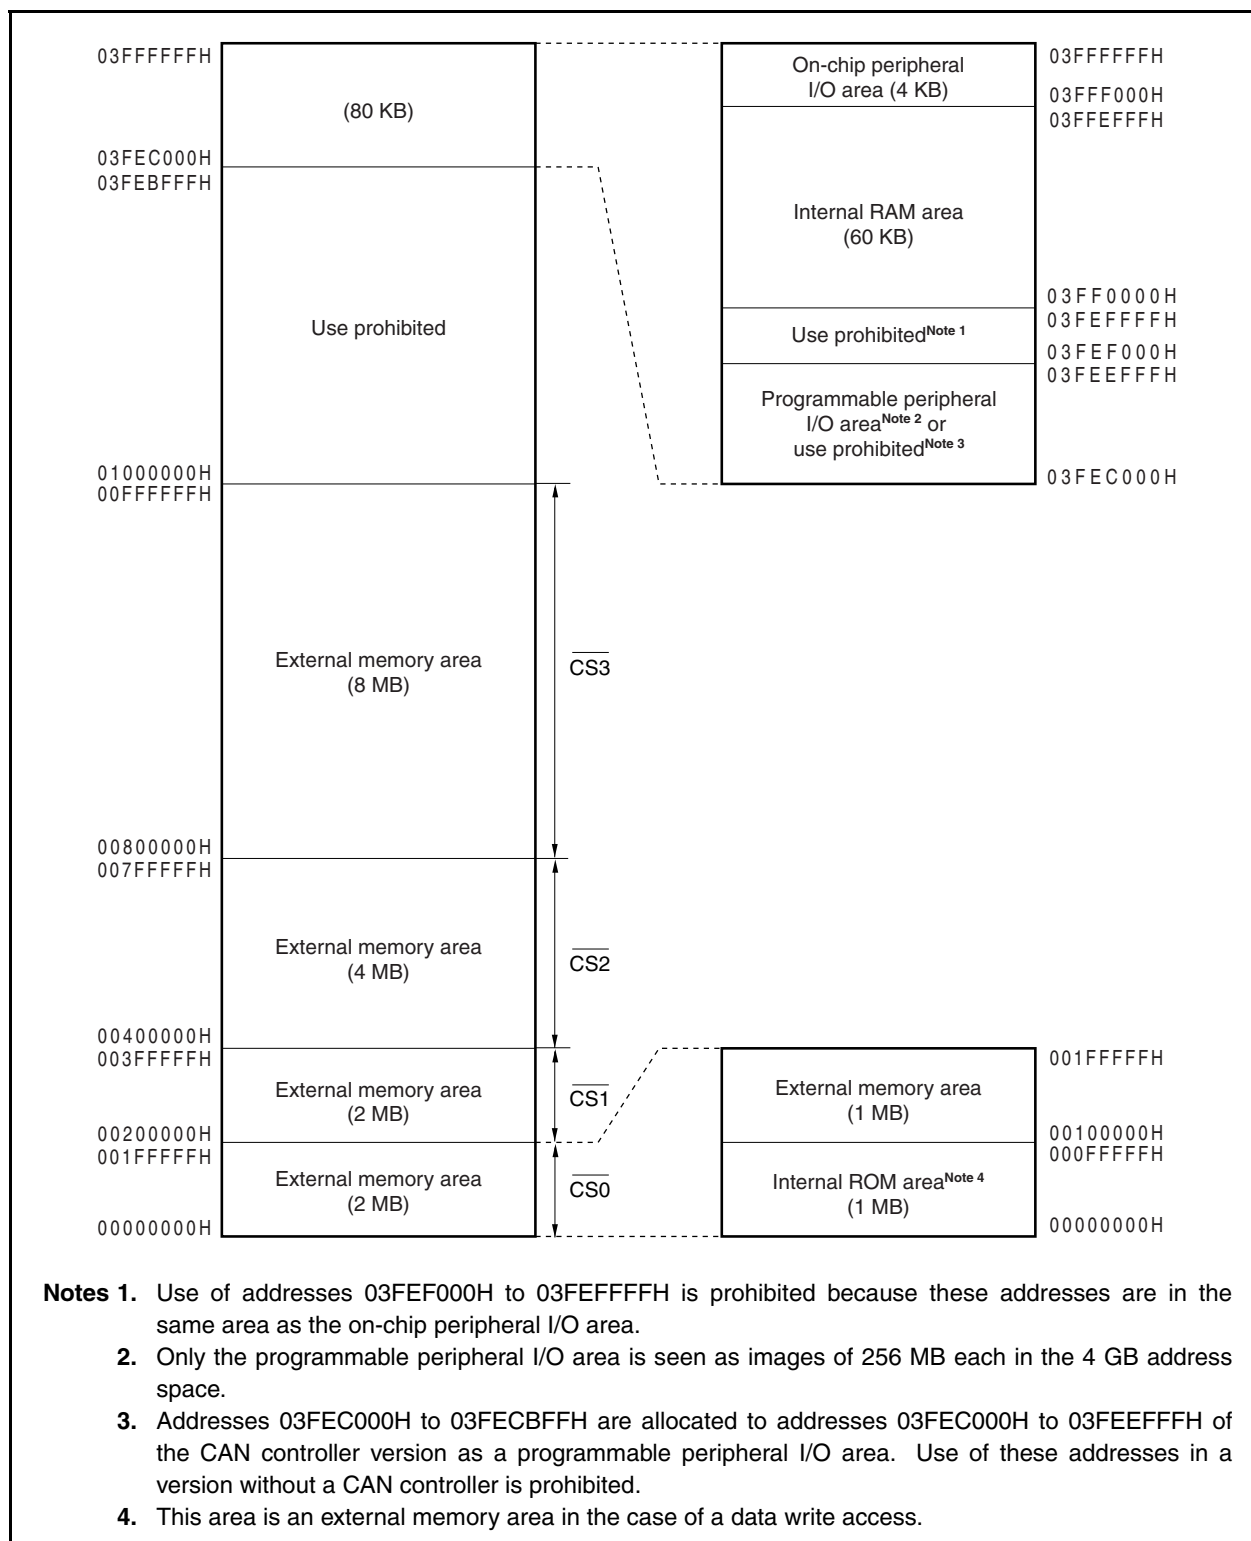 03FFFFFFH
(80 KB)
03FEC000H
03FEBFFFH
Use prohibited
01000000H
00FFFFFFH
External memory area
(8 MB)
CS3
00800000H
007FFFFFH
External memory area
(4 MB)
CS2
00400000H
003FFFFFH
External memory area
(2 MB)
CS1
00200000H
001FFFFFH
External memory area
(2 MB)
CS0
00000000H
On-chip peripheral
I/O area (4 KB)
03FFFFFFH
03FFF000H
03FFEFFFH
Internal RAM area
(60 KB)
03FF0000H
03FEFFFFH
Use prohibitedNote 1
03FEF000H
03FEEFFFH
Programmable peripheral
I/O areaNote 2 or
use prohibitedNote 3
03FEC000H
001FFFFFH
External memory area
(1 MB)
00100000H
000FFFFFH
Internal ROM areaNote 4
(1 MB)
00000000H
Notes 1. Use of addresses 03FEF000H to 03FEFFFFH is prohibited because these addresses are in the
same area as the on-chip peripheral I/O area.
2. Only the programmable peripheral I/O area is seen as images of 256 MB each in the 4 GB address
space.
3. Addresses 03FEC000H to 03FECBFFH are allocated to addresses 03FEC000H to 03FEEFFFH of
the CAN controller version as a programmable peripheral I/O area. Use of these addresses in a
version without a CAN controller is prohibited.
4. This area is an external memory area in the case of a data write access.